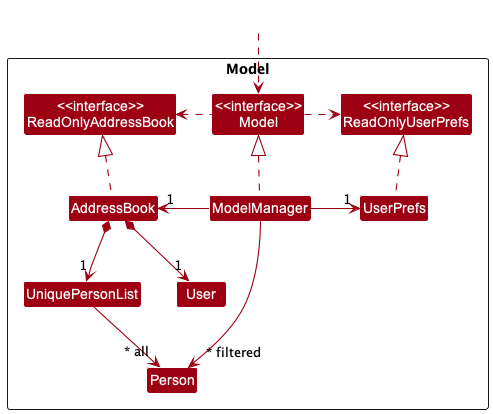 Model
<<interface>>
ReadOnlyAddressBook
<<interface>>
Model
<<interface>>
ReadOnlyUserPrefs
AddressBook
1
ModelManager
1
UserPrefs
1
1
UniquePersonList
User
* all
* filtered
Person